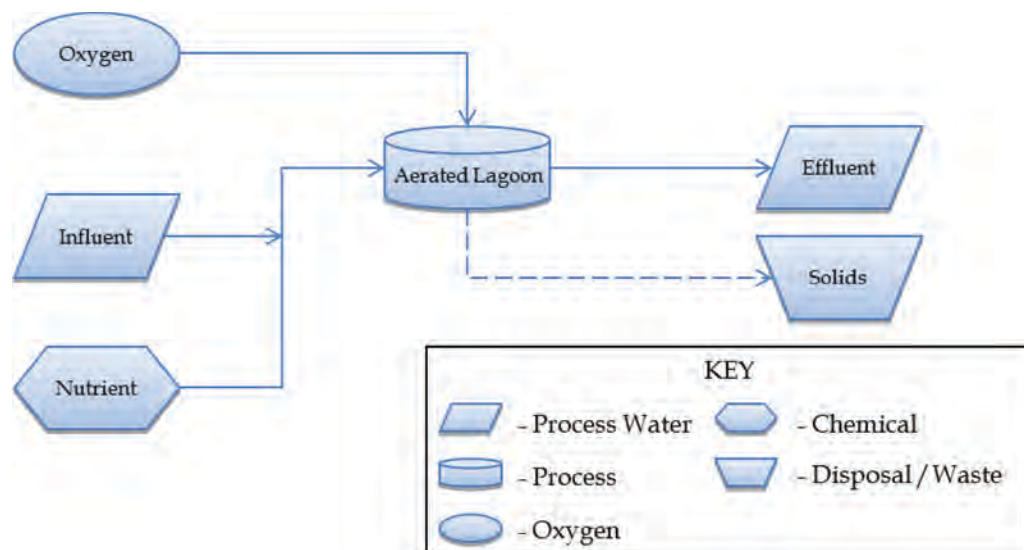 Oxygen
Aerated Lagoon
Effluent
Influent
Solids
Nutrient
KEY
- Process Water
- Chemical
- Process
- Disposal / Waste
- Oxygen